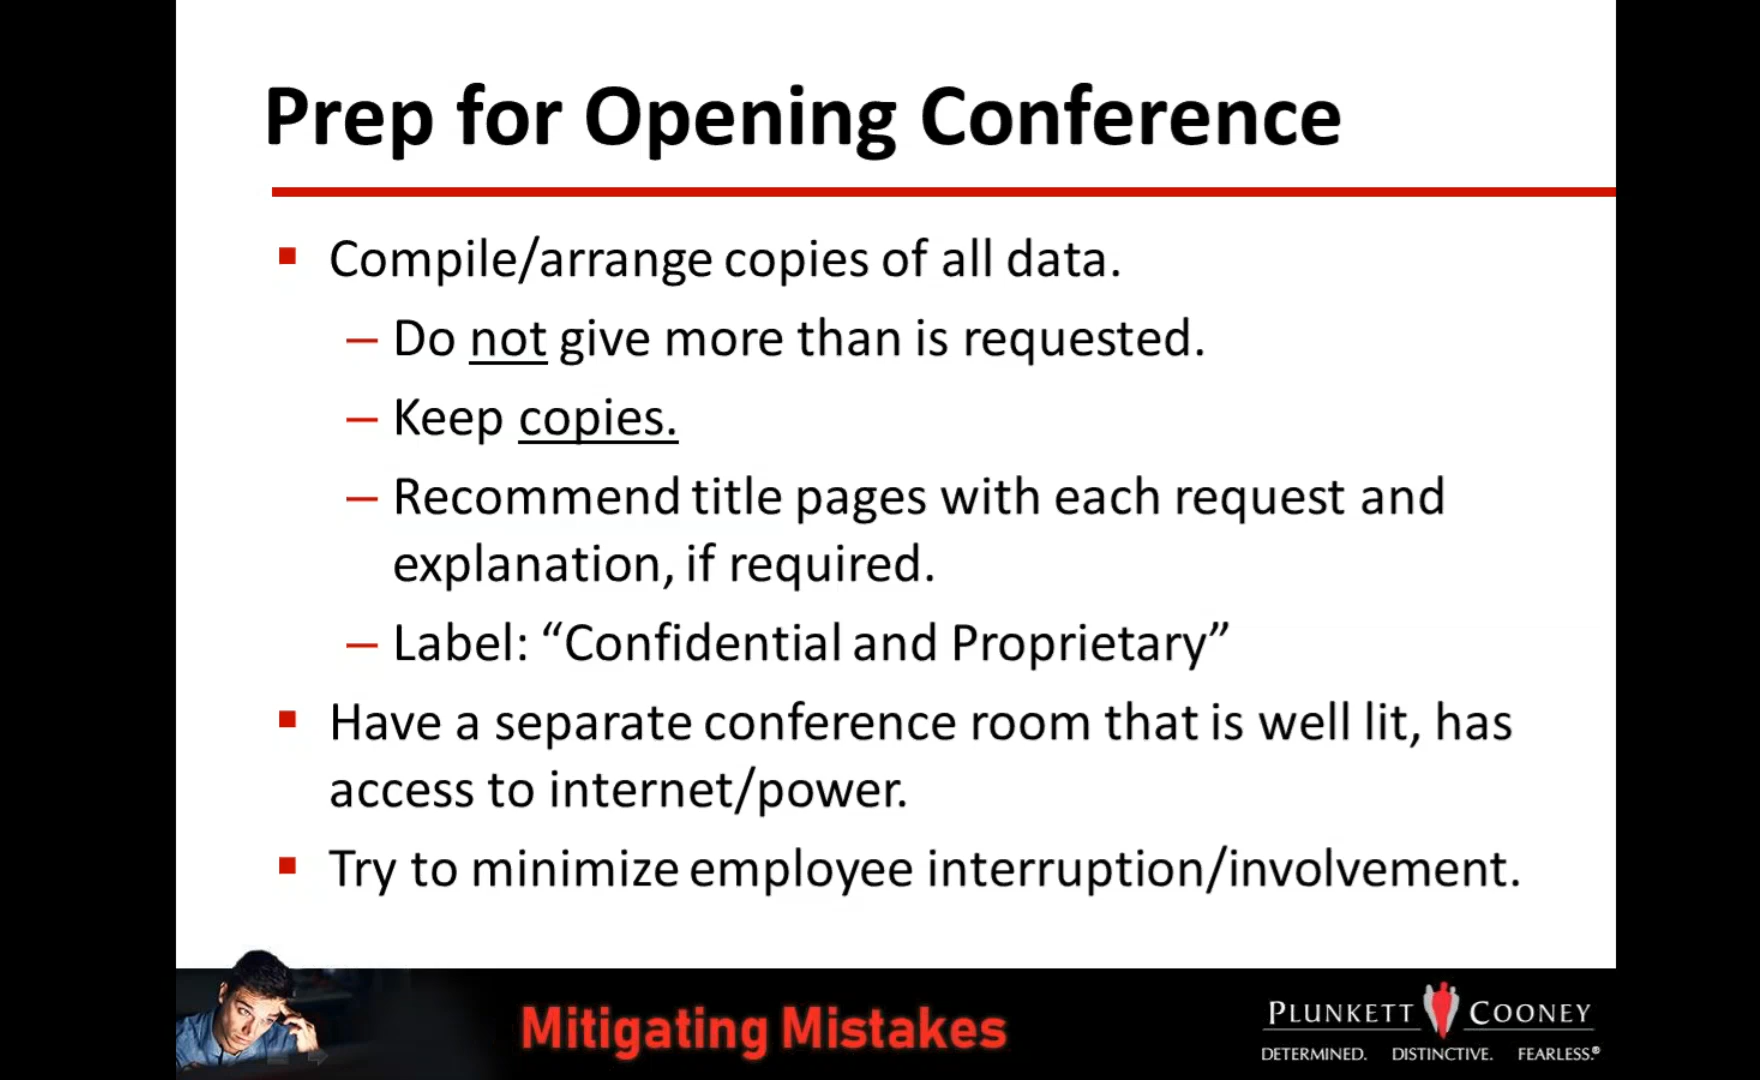 Prep for Opening Conference
Compile/arrange copies of all data.
– Do not give more than is requested.
– Keep copies.
– Recommend title pages with each request and
explanation, if required.
– Label: “Confidential and Proprietary”
Have a separate conference room that is well lit, has
access to internet/power.
Try to minimize employee interruption/involvement.
Mitigating Mistakes
PLUNKETT COONEY
DETERMINED. DISTINCTIVE. FEARLESS.®